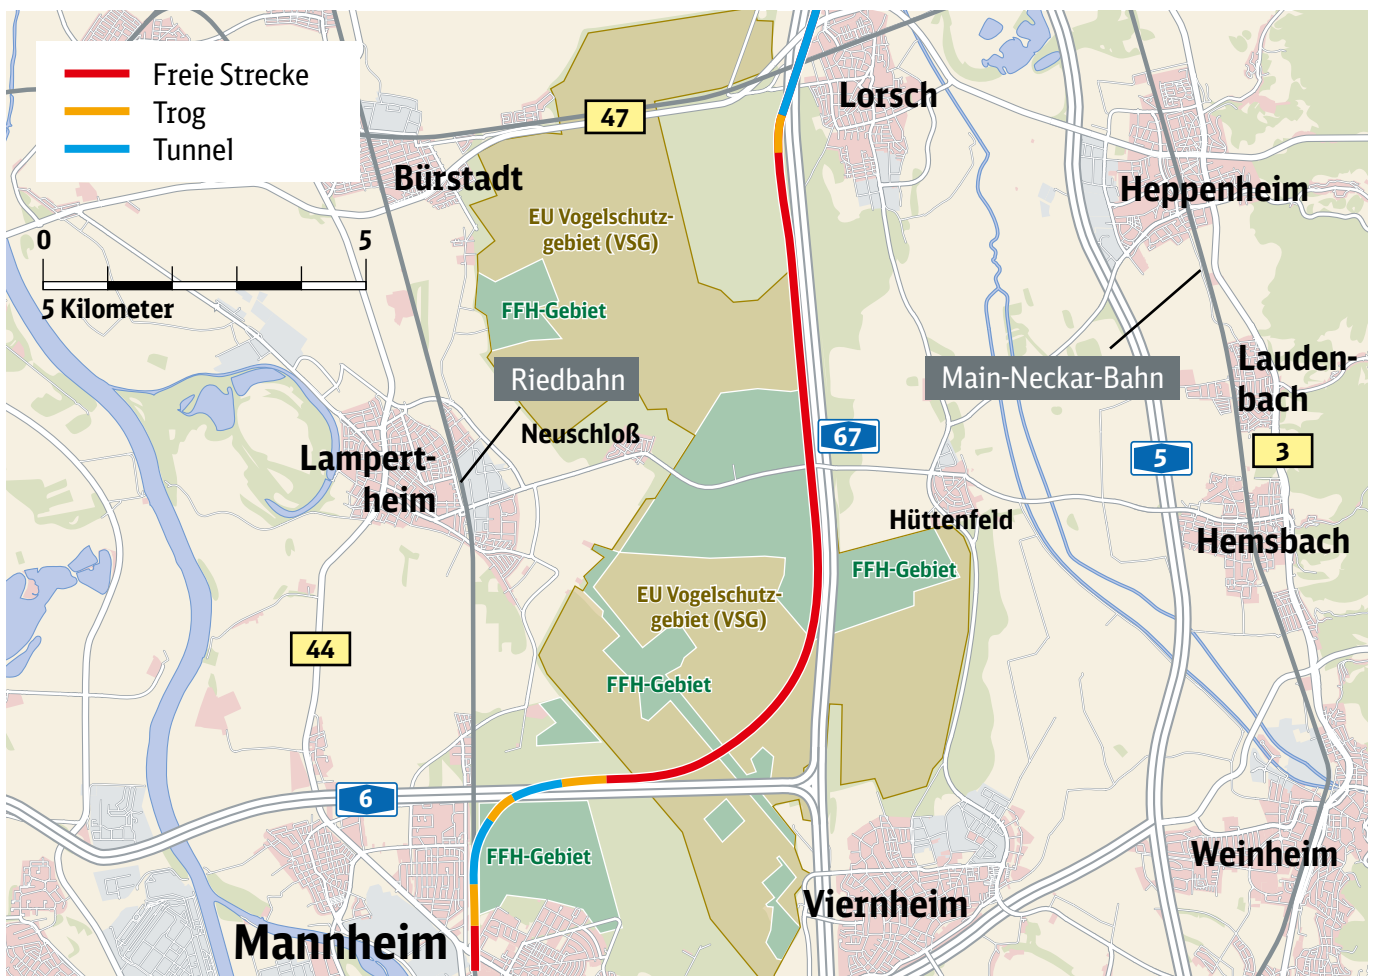 Freie Strecke
Trog
Tunnel
47
Lorsch
Bürstadt
Heppenheim
EU Vogelschutz-
gebiet (VSG)
0
5
5 Kilometer
FFH-Gebiet
Riedbahn
Main-Neckar-Bahn
Lauden-
bach
Neuschloß
67
5
3
Lampert-
heim
Hüttenfeld
Hemsbach
FFH-Gebiet
EU Vogelschutz-
gebiet (VSG)
44
FFH-Gebiet
6
FFH-Gebiet
Weinheim
Viernheim
Mannheim